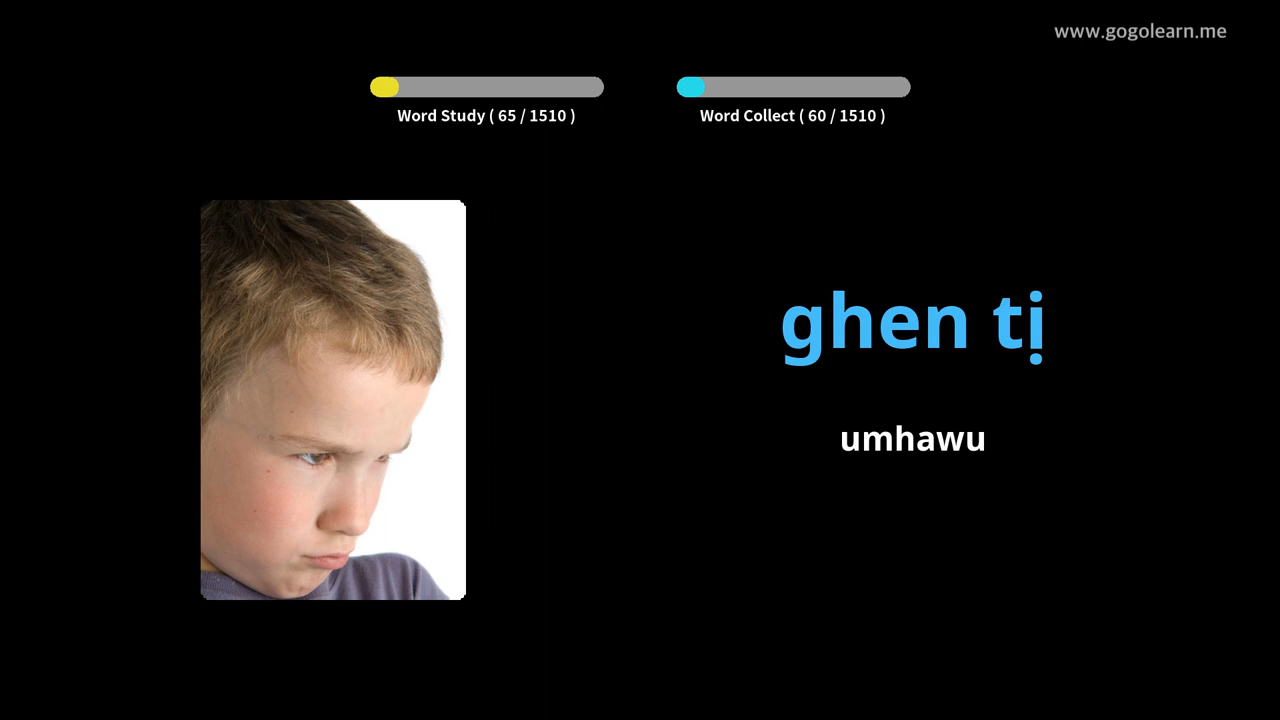 www.gogolearn.me
Word Study ( 65 / 1510 )
Word Collect ( 60 / 1510 )
ghen tị
umhawu